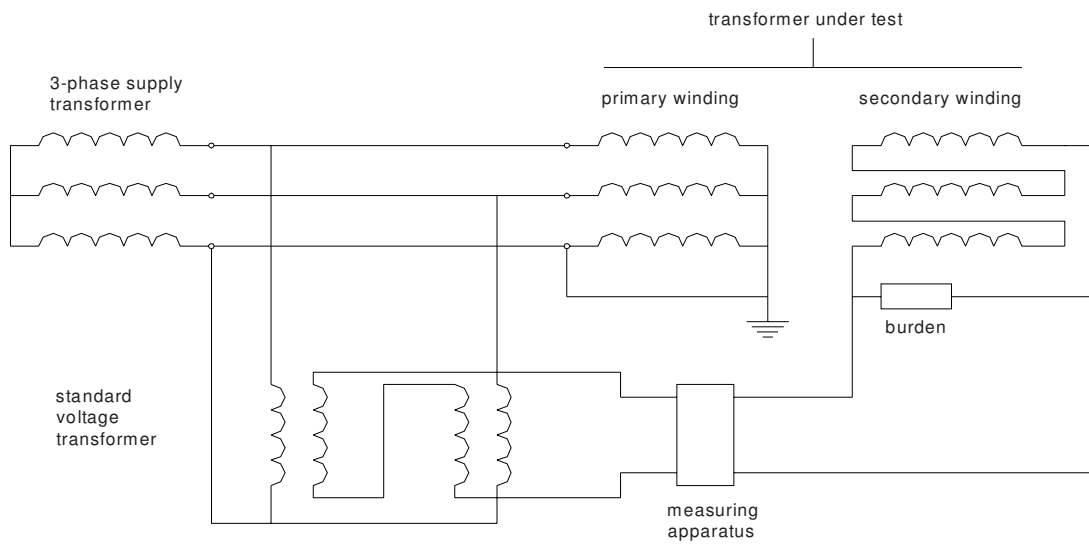 transformer under test
3-phase supply
transformer
primary winding
secondary winding
burden
standard
voltage
transformer
measuring
apparatus